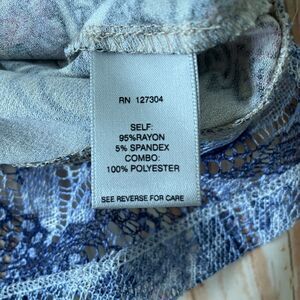 RN 127304
SELF:
95%RAYON
5% SPANDEX
COMBO:
100% POLYESTER
SEE REVERSE FOR CARE